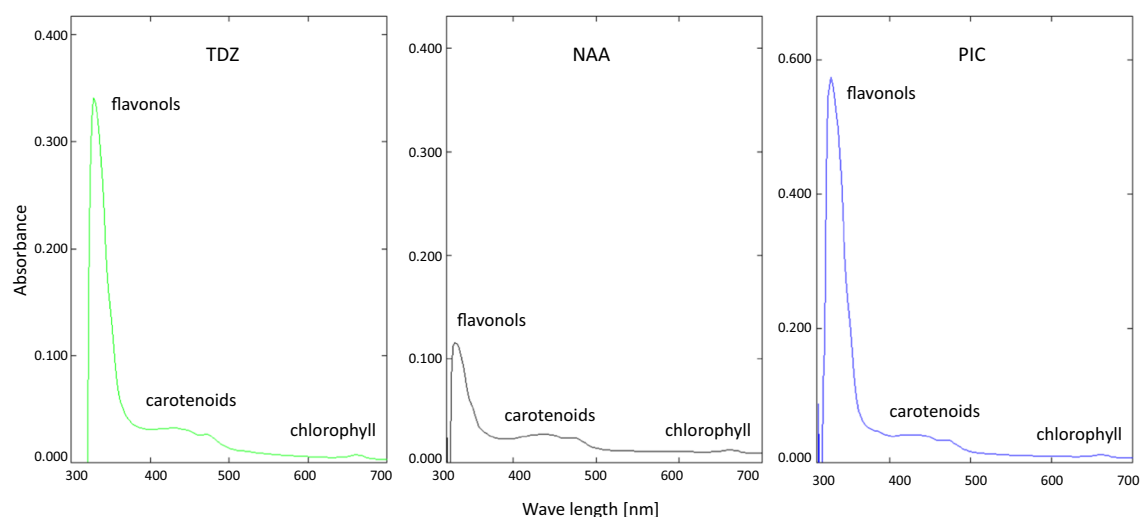 TDZ
NAA
PIC
Absorbance
0.400
0.300
0.200
0.100
0.000
flavonols
carotenoids
chlorophyll
300 400 500 600 700
0.400
0.300
0.200
0.100
0.000
flavonols
carotenoids
chlorophyll
300 400 500 600 700
0.600
0.400
0.200
0.000
flavonols
carotenoids
chlorophyll
300 400 500 600 700
Wave length [nm]